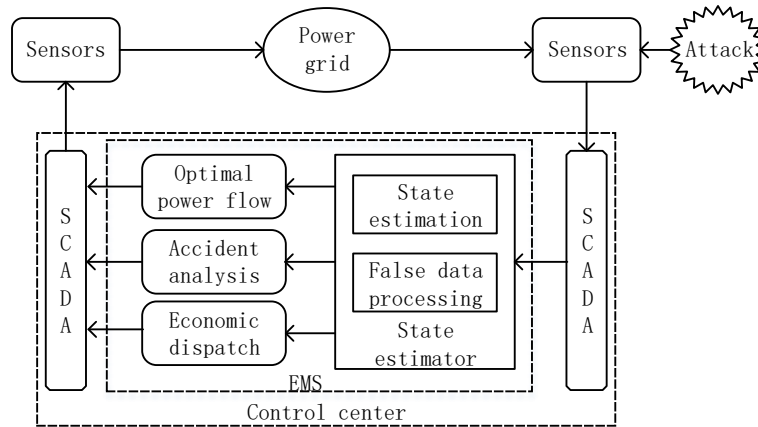 Sensors
Power
grid
Sensors
Attack
S
C
A
D
A
Optimal
power flow
Accident
analysis
Economic
dispatch
State
estimation
False data
processing
State
estimator
S
C
A
D
A
EMS
Control center